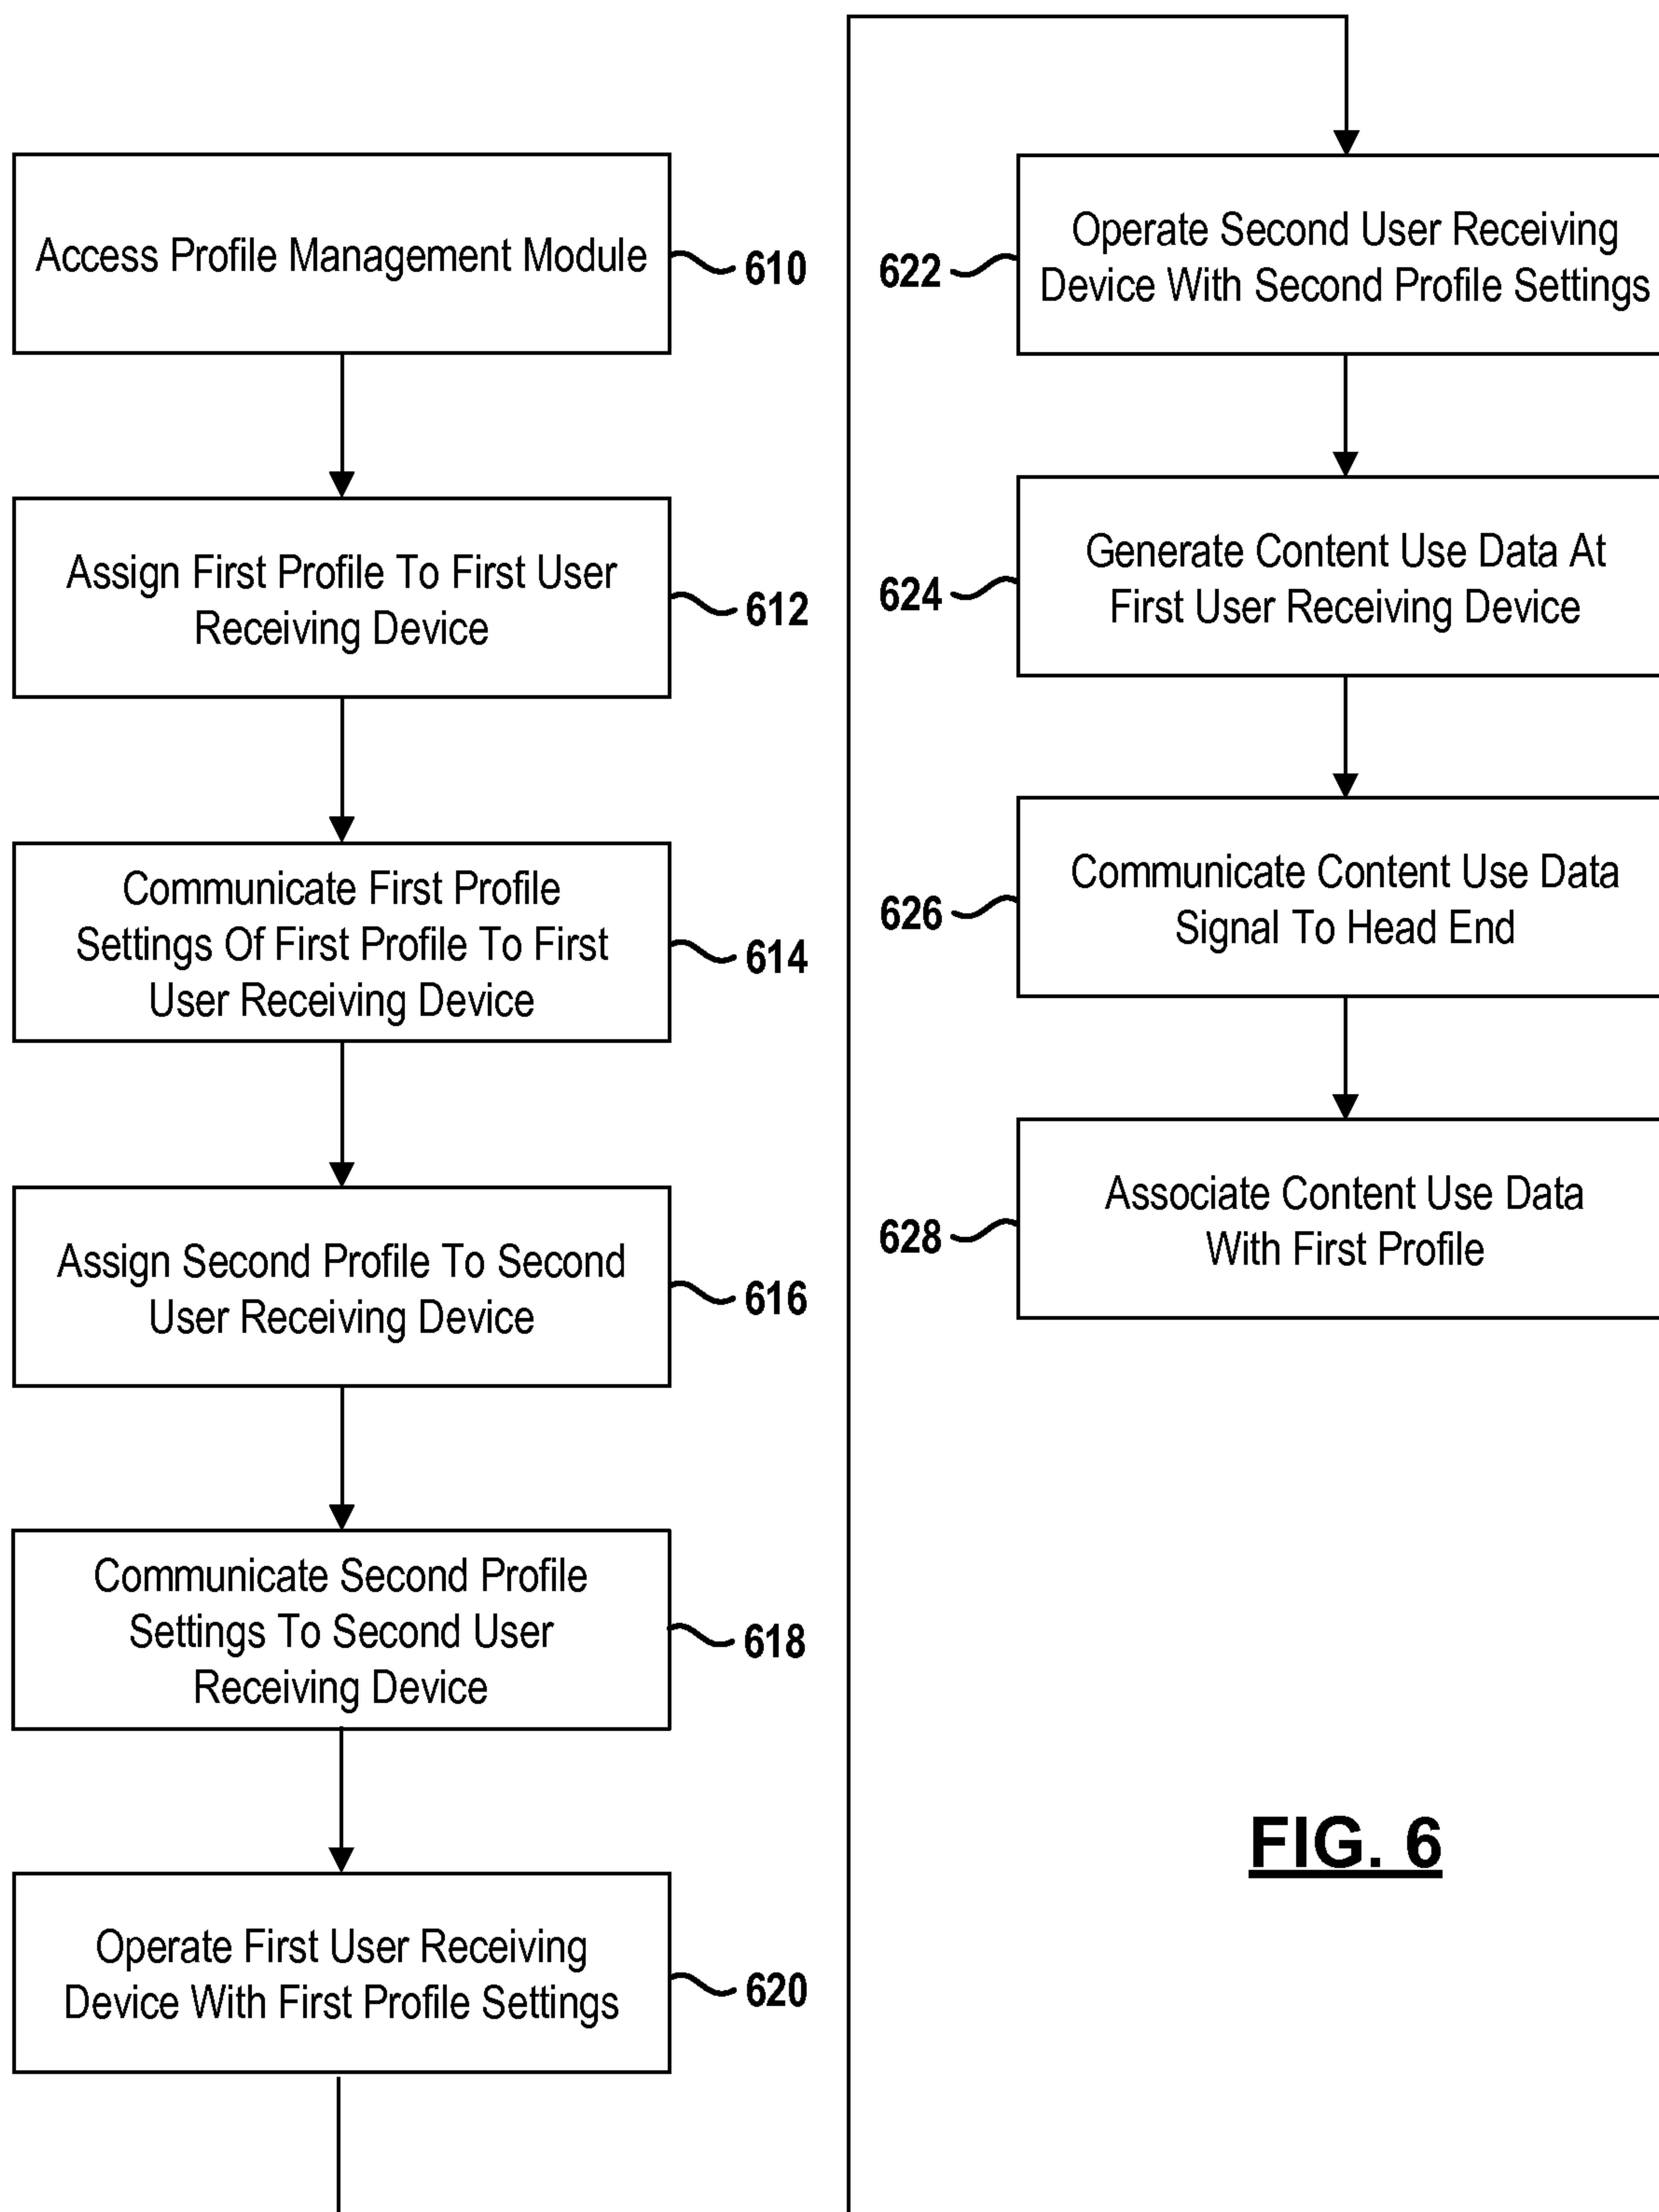 Access Profile Management Module
610
Assign First Profile To First User
Receiving Device
612
Communicate First Profile
Settings Of First Profile To First
User Receiving Device
614
Assign Second Profile To Second
User Receiving Device
616
Communicate Second Profile
Settings To Second User
Receiving Device
618
Operate First User Receiving
Device With First Profile Settings
620
622
Operate Second User Receiving
Device With Second Profile Settings
624
Generate Content Use Data At
First User Receiving Device
626
Communicate Content Use Data
Signal To Head End
628
Associate Content Use Data
With First Profile
FIG. 6